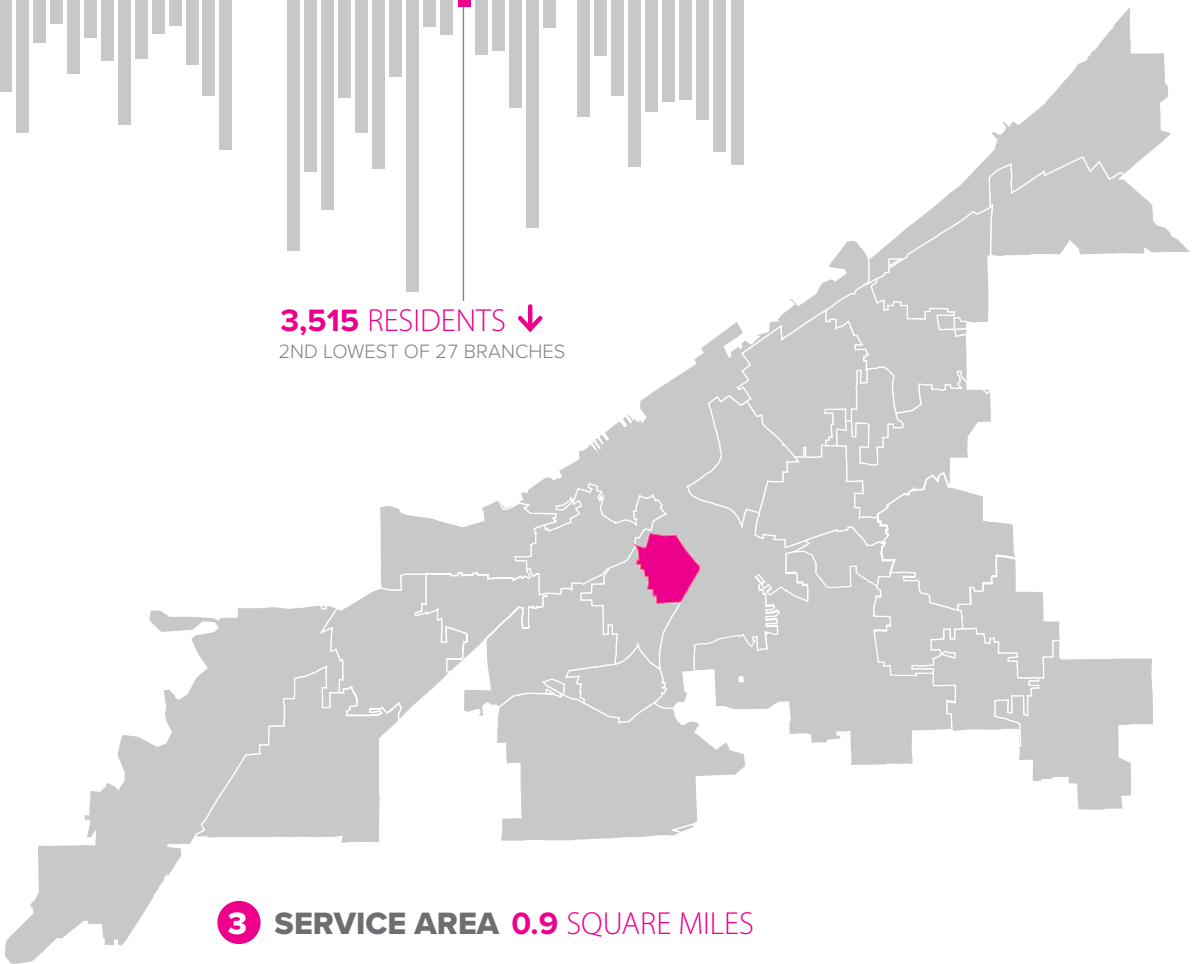 3,515 RESIDENTS ↓
2ND LOWEST OF 27 BRANCHES
3 SERVICE AREA 0.9 SQUARE MILES